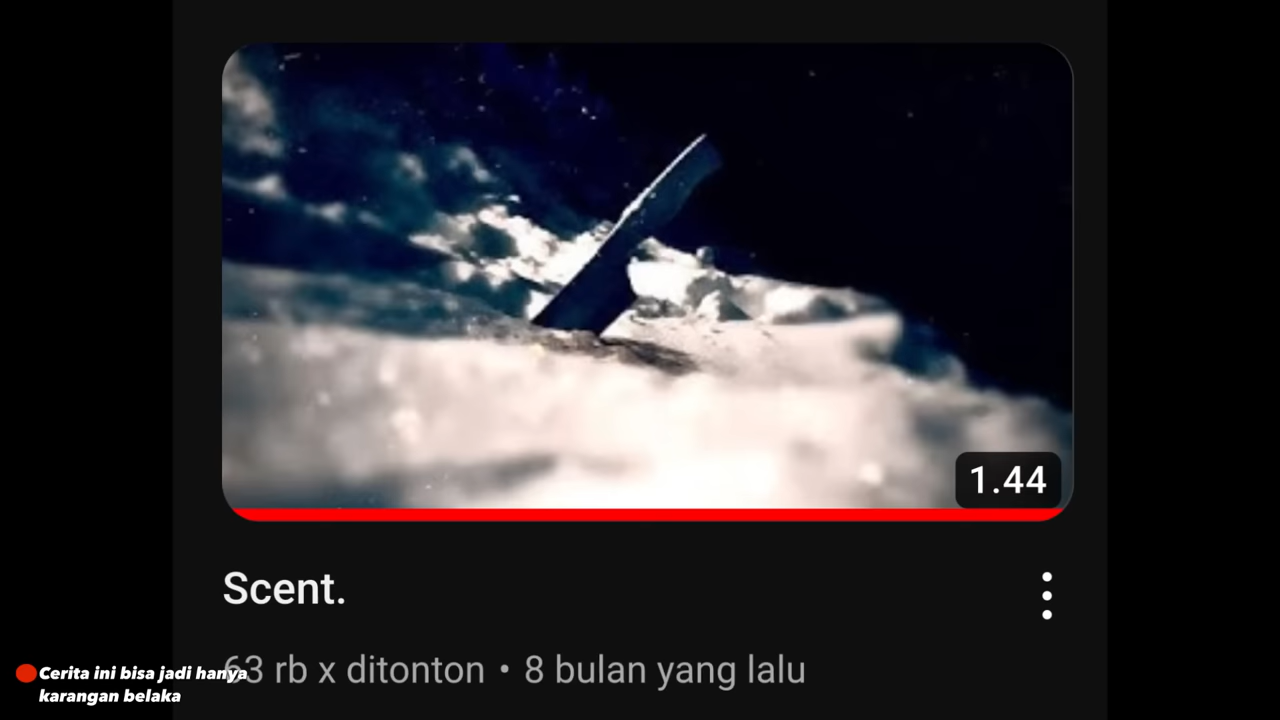 1.44
Scent.
63 rb x ditonton • 8 bulan yang lalu
Cerita ini bisa jadi hanya
karangan belaka